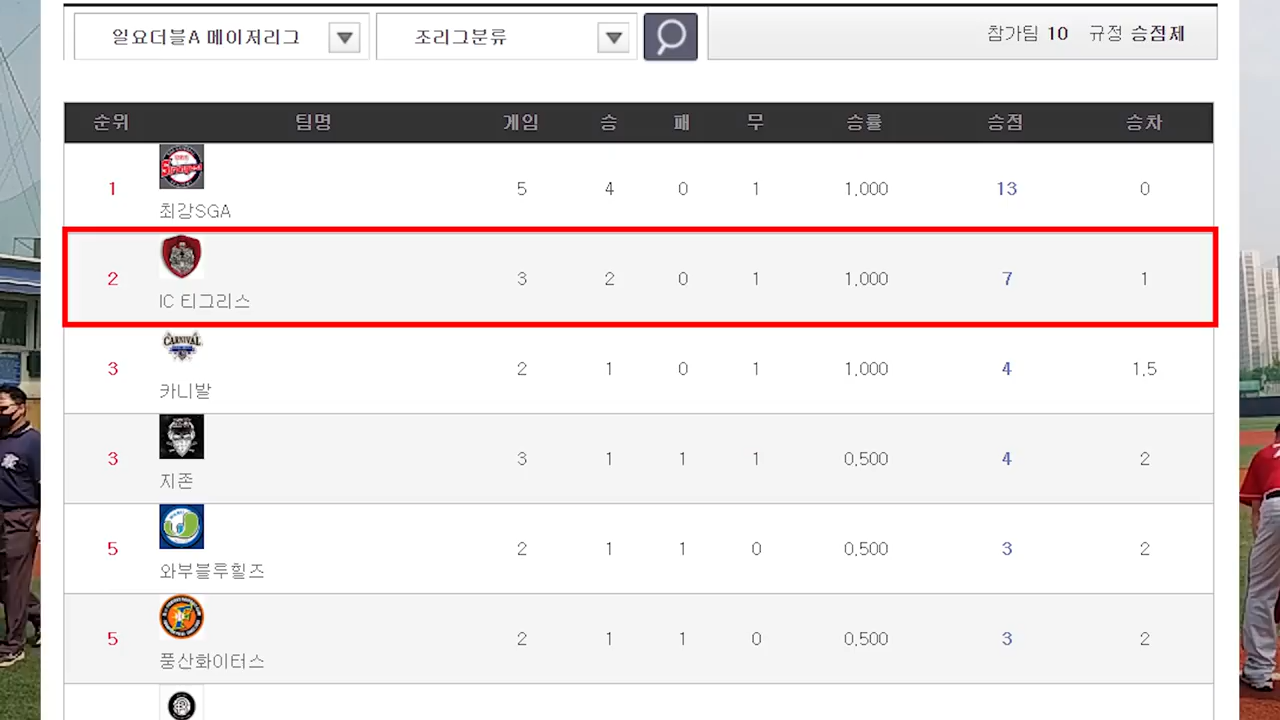 일요더블A 메이저리그 조리그분류 참가팀 10 규정 승점제
순위 팀명 게임 승 패 무 승률 승점 승차
1 최강SGA 5 4 0 1 1.000 13 0
2 IC 티그리스 3 2 0 1 1.000 7 1
CARNIVAL
3 카니발 2 1 0 1 1.000 4 1.5
3 지존 3 1 1 1 0.500 4 2
5 와부블루힐즈 2 1 1 0 0.500 3 2
5 풍산화이터스 2 1 1 0 0.500 3 2